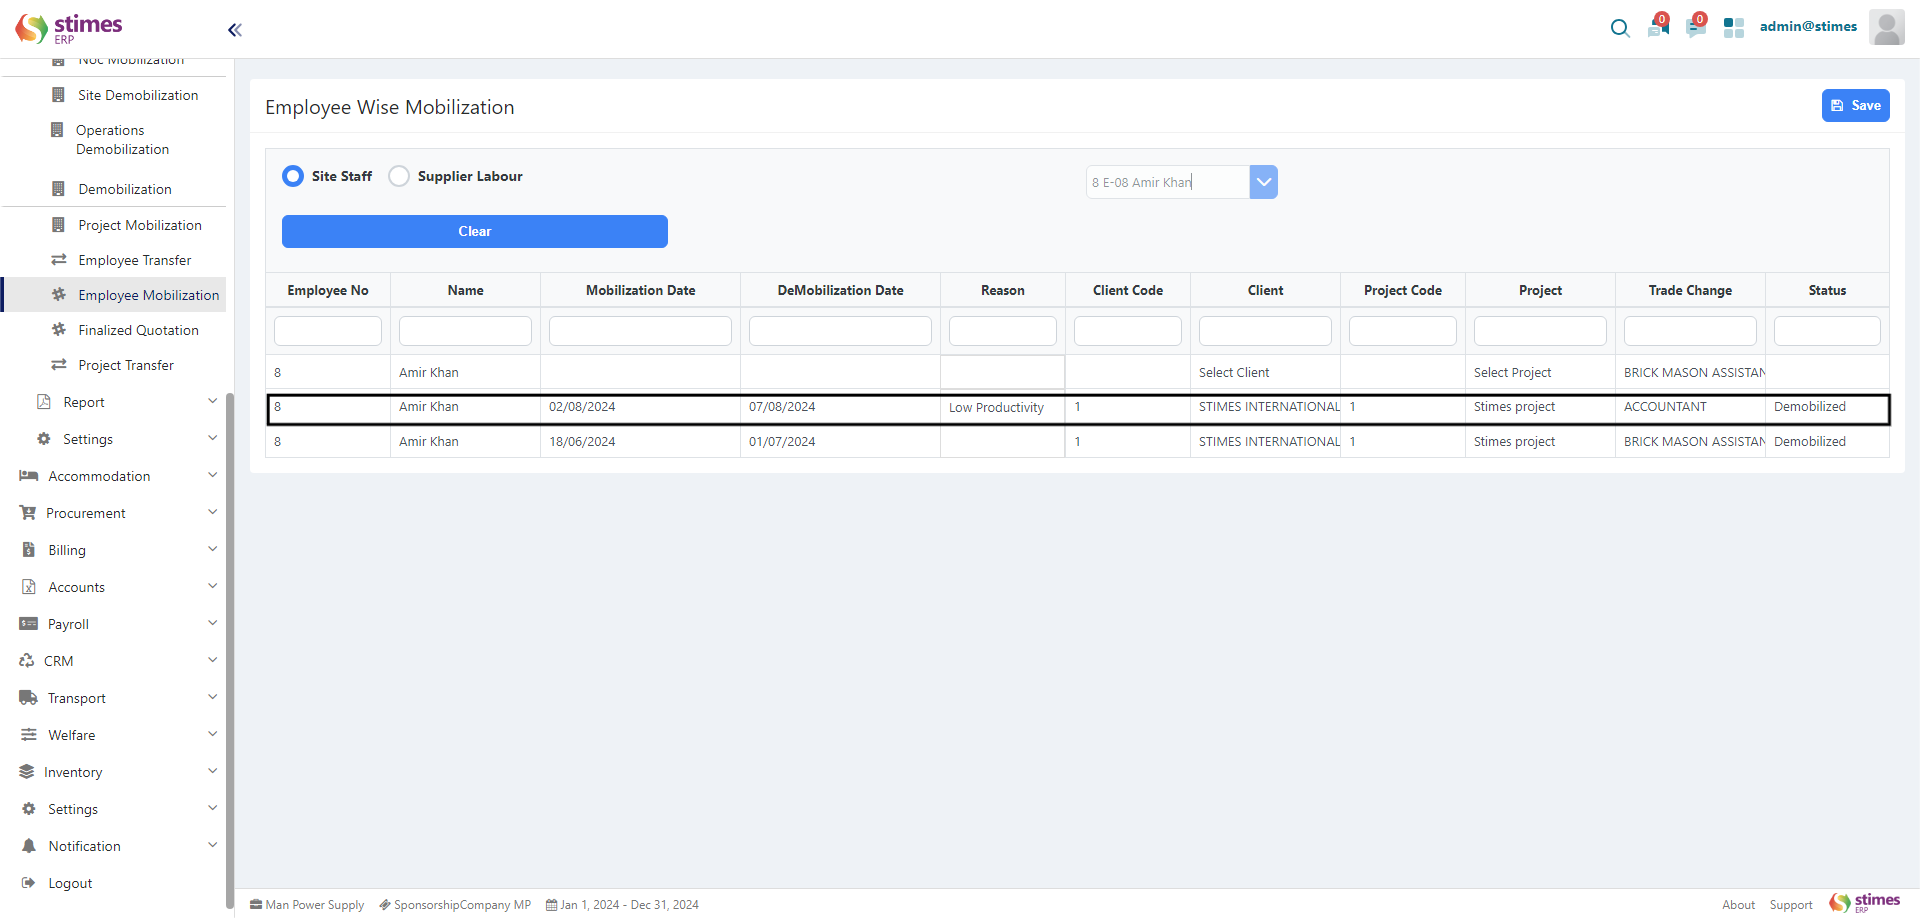 stimes
ERP
0
0
admin@stimes
Noc Mobilization
Site Demobilization
Operations
Demobilization
Demobilization
Project Mobilization
Employee Transfer
Employee Mobilization
Finalized Quotation
Project Transfer
Report
Settings
Accommodation
Procurement
Billing
Accounts
Payroll
CRM
Transport
Welfare
Inventory
Settings
Notification
Logout
Employee Wise Mobilization
Save
Site Staff Supplier Labour
8 E-08 Amir Khan
Clear
Employee No Name Mobilization Date DeMobilization Date Reason Client Code Client Project Code Project Trade Change Status
8 Amir Khan Select Client Select Project BRICK MASON ASSISTAN
8 Amir Khan 02/08/2024 07/08/2024 Low Productivity 1 STIMES INTERNATIONAL 1 Stimes project ACCOUNTANT Demobilized
8 Amir Khan 18/06/2024 01/07/2024 1 STIMES INTERNATIONAL 1 Stimes project BRICK MASON ASSISTAN Demobilized
Man Power Supply SponsorshipCompany MP Jan 1, 2024 - Dec 31, 2024
About Support
stimes
ERP